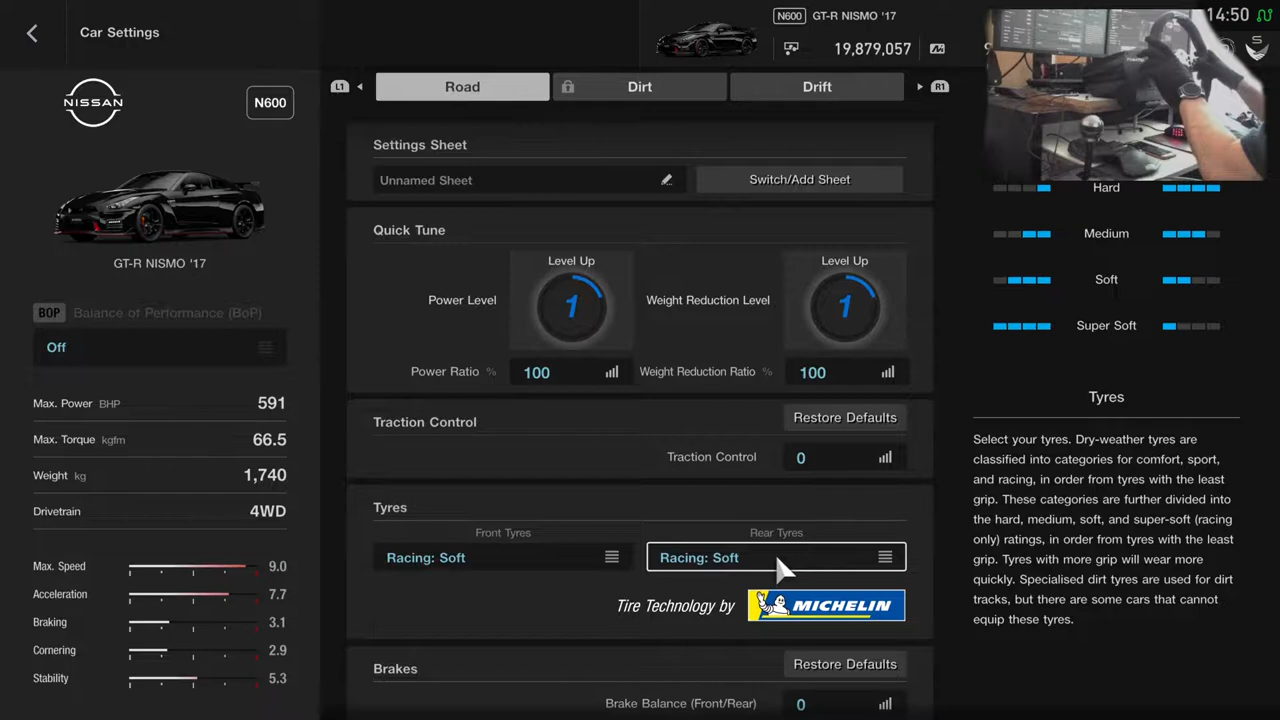 Car Settings
N600 GT-R NISMO '17
19,879,057
14:50
S
NISSAN
N600
GT-R NISMO '17
BOP Balance of Performance (BoP)
Off
Max. Power BHP 591
Max. Torque kgfm 66.5
Weight kg 1,740
Drivetrain 4WD
Max. Speed 9.0
Acceleration 7.7
Braking 3.1
Cornering 2.9
Stability 5.3
L1 Road Dirt Drift R1
Settings Sheet
Unnamed Sheet Switch/Add Sheet
Quick Tune
Level Up Level Up
Power Level 1 Weight Reduction Level 1
Power Ratio % 100 Weight Reduction Ratio % 100
Traction Control Restore Defaults
Traction Control 0
Tyres
Front Tyres Rear Tyres
Racing: Soft Racing: Soft
Tire Technology by MICHELIN
Brakes Restore Defaults
Brake Balance (Front/Rear) 0
Hard
Medium
Soft
Super Soft
Tyres
Select your tyres. Dry-weather tyres are
classified into categories for comfort, sport,
and racing, in order from tyres with the least
grip. These categories are further divided into
the hard, medium, soft, and super-soft (racing
only) ratings, in order from tyres with the least
grip. Tyres with more grip will wear more
quickly. Specialised dirt tyres are used for dirt
tracks, but there are some cars that cannot
equip these tyres.